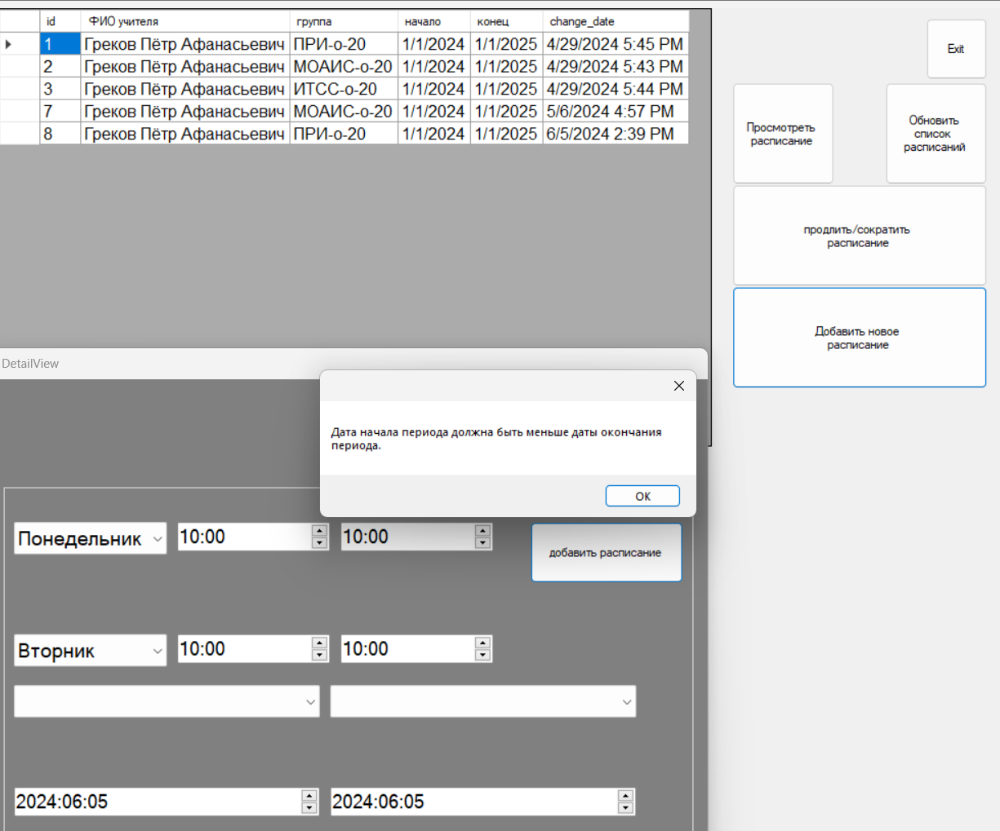 id ФИО учителя группа начало конец change_date
1 Греков Пётр Афанасьевич ПРИ-о-20 1/1/2024 1/1/2025 4/29/2024 5:45 PM
2 Греков Пётр Афанасьевич МОАИС-о-20 1/1/2024 1/1/2025 4/29/2024 5:43 PM
3 Греков Пётр Афанасьевич ИТСС-о-20 1/1/2024 1/1/2025 4/29/2024 5:44 PM
7 Греков Пётр Афанасьевич МОАИС-о-20 1/1/2024 1/1/2025 5/6/2024 4:57 PM
8 Греков Пётр Афанасьевич ПРИ-о-20 1/1/2024 1/1/2025 6/5/2024 2:39 PM
Exit
Просмотреть
расписание
Обновить
список
расписаний
продлить/сократить
расписание
Добавить новое
расписание
DetailView
Дата начала периода должна быть меньше даты окончания
периода.
OK
Понедельник 10:00 10:00
добавить расписание
Вторник 10:00 10:00
2024:06:05 2024:06:05